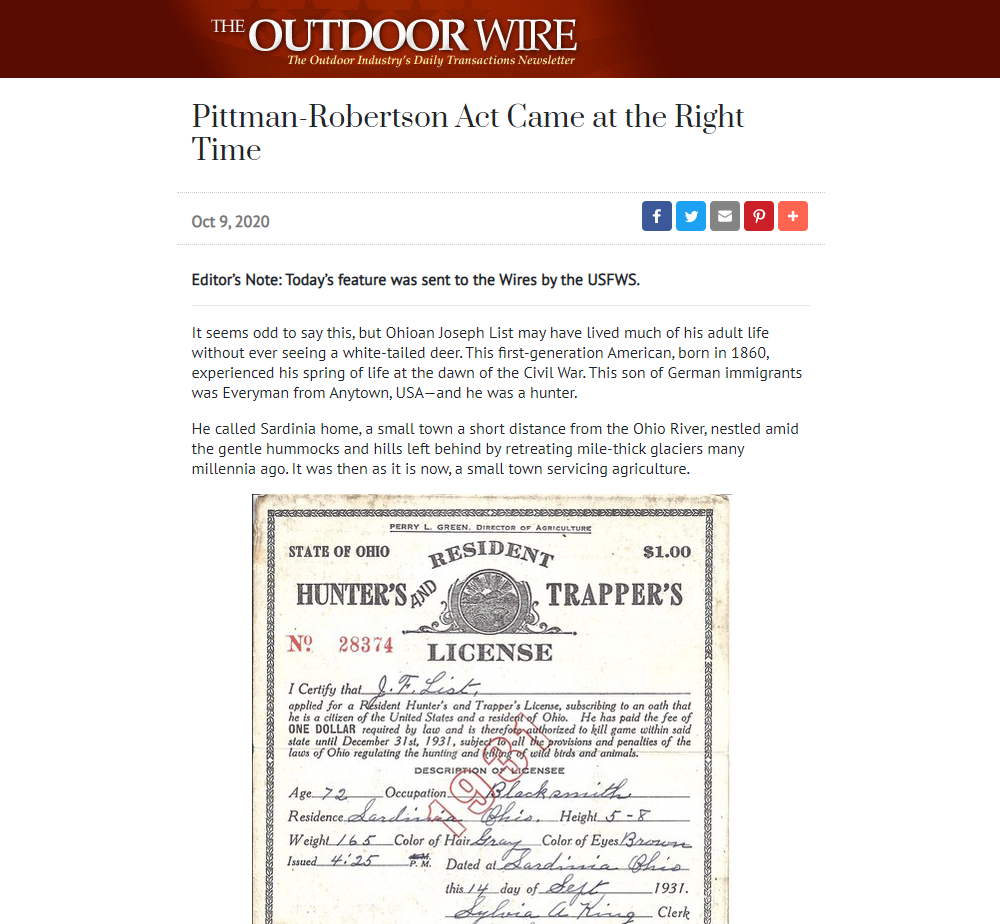 THE OUTDOOR WIRE
The Outdoor Industry's Daily Transactions Newsletter
Pittman-Robertson Act Came at the Right
Time
Oct 9, 2020
Editor's Note: Today's feature was sent to the Wires by the USFWS.
It seems odd to say this, but Ohioan Joseph List may have lived much of his adult life
without ever seeing a white-tailed deer. This first-generation American, born in 1860,
experienced his spring of life at the dawn of the Civil War. This son of German immigrants
was Everyman from Anytown, USA—and he was a hunter.
He called Sardinia home, a small town a short distance from the Ohio River, nestled amid
the gentle hummocks and hills left behind by retreating mile-thick glaciers many
millennia ago. It was then as it is now, a small town servicing agriculture.
PERRY L. GREEN, DIRECTOR OF AGRICULTURE
STATE OF OHIO RESIDENT $1.00
HUNTER'S AND TRAPPER'S
No. 28374
LICENSE
I Certify that J. F. List,
applied for a Resident Hunter's and Trapper's License, subscribing to an oath that
he is a citizen of the United States and a resident of Ohio. He has paid the fee of
ONE DOLLAR required by law and is therefore authorized to kill game within said
state until December 31st, 1931, subject to all the provisions and penalties of the
laws of Ohio regulating the hunting and killing of wild birds and animals.
1931
DESCRIPTION OF LICENSEE
Age 72 Occupation Blacksmith
Residence Sardinia, Ohio. Height 5-8
Weight 165 Color of Hair Gray Color of Eyes Brown
Issued 4:25 A.M. P.M. Dated at Sardinia Ohio
this 14 day of Sept 1931.
Sylvia A King Clerk